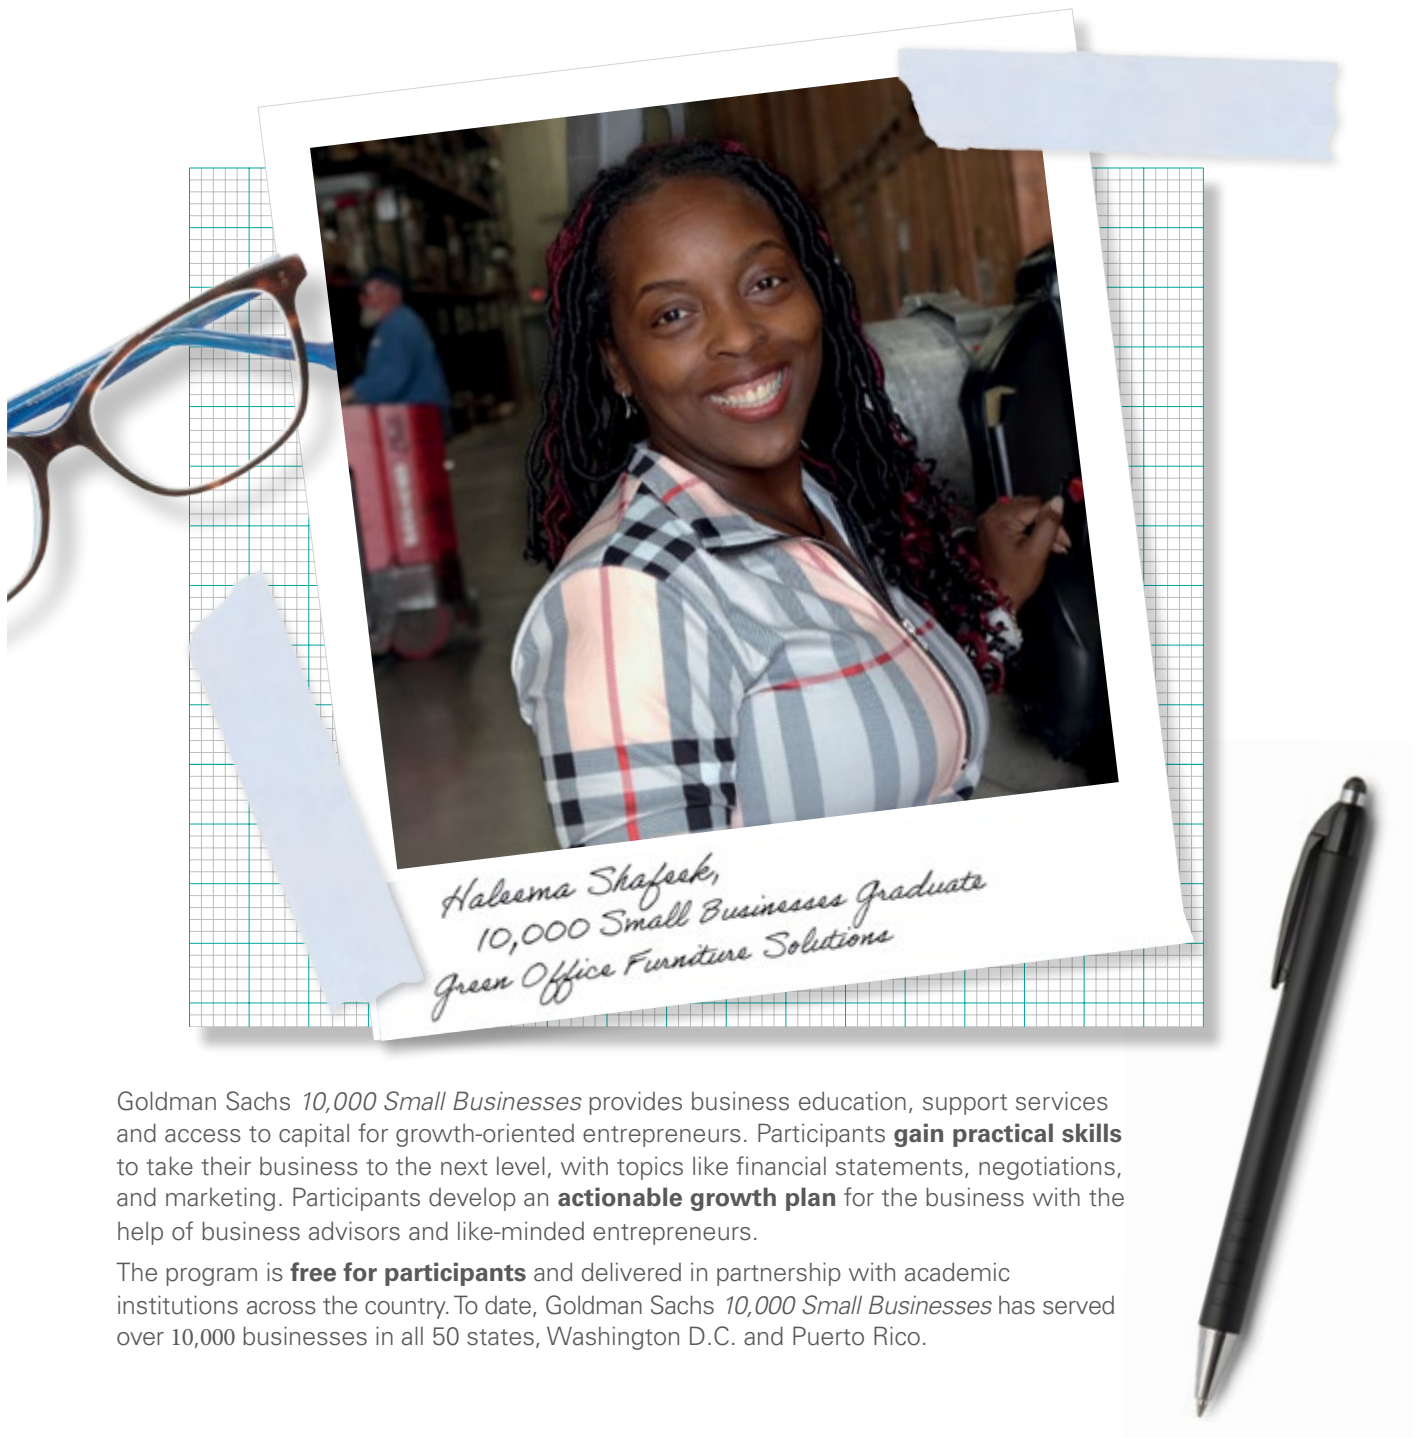 Haleema Shafeek,
10,000 Small Businesses Graduate
Green Office Furniture Solutions
Goldman Sachs 10,000 Small Businesses provides business education, support services
and access to capital for growth-oriented entrepreneurs. Participants gain practical skills
to take their business to the next level, with topics like financial statements, negotiations,
and marketing. Participants develop an actionable growth plan for the business with the
help of business advisors and like-minded entrepreneurs.
The program is free for participants and delivered in partnership with academic
institutions across the country. To date, Goldman Sachs 10,000 Small Businesses has served
over 10,000 businesses in all 50 states, Washington D.C. and Puerto Rico.